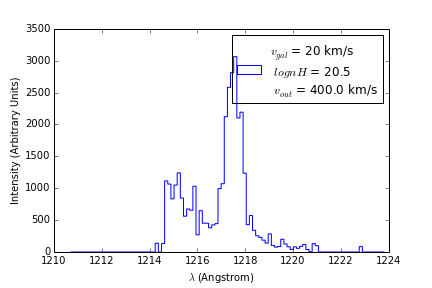 3500
3000
2500
2000
1500
1000
500
0
Intensity (Arbitrary Units)
v_gal = 20 km/s
lognH = 20.5
v_out = 400.0 km/s
1210 1212 1214 1216 1218 1220 1222 1224
λ (Angstrom)